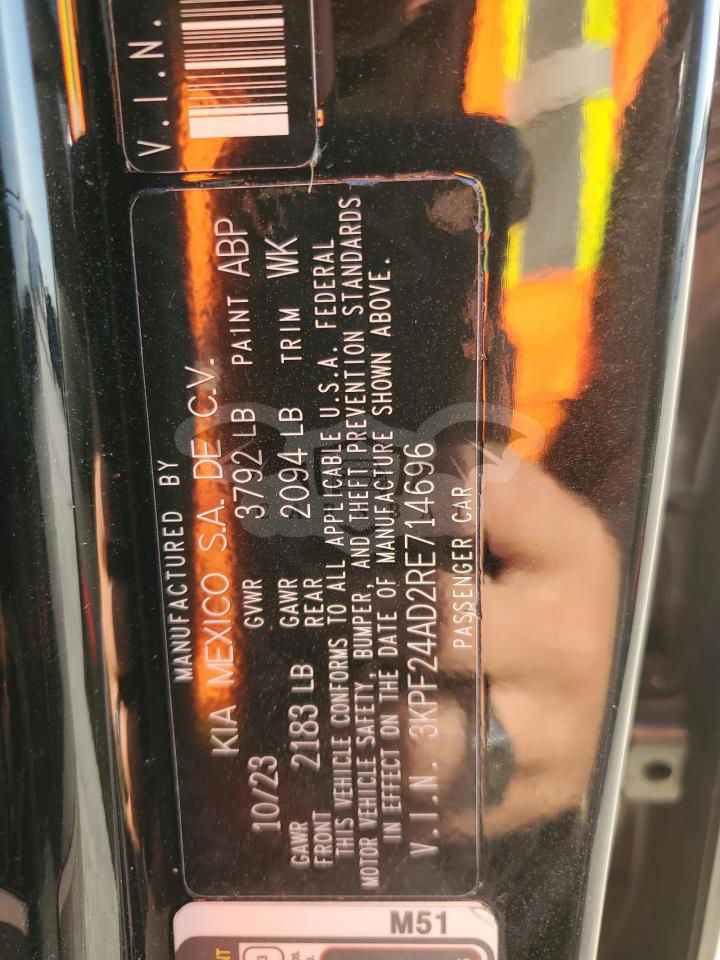 V.I.N.
MANUFACTURED BY
KIA MEXICO S.A. DE C.V.
10/23 GVWR 3792 LB PAINT ABP
GAWR FRONT 2183 LB GAWR REAR 2094 LB TRIM WK
THIS VEHICLE CONFORMS TO ALL APPLICABLE U.S.A. FEDERAL
MOTOR VEHICLE SAFETY, BUMPER, AND THEFT PREVENTION STANDARDS
IN EFFECT ON THE DATE OF MANUFACTURE SHOWN ABOVE.
V.I.N. 3KPF24AD2RE714696
PASSENGER CAR
M51